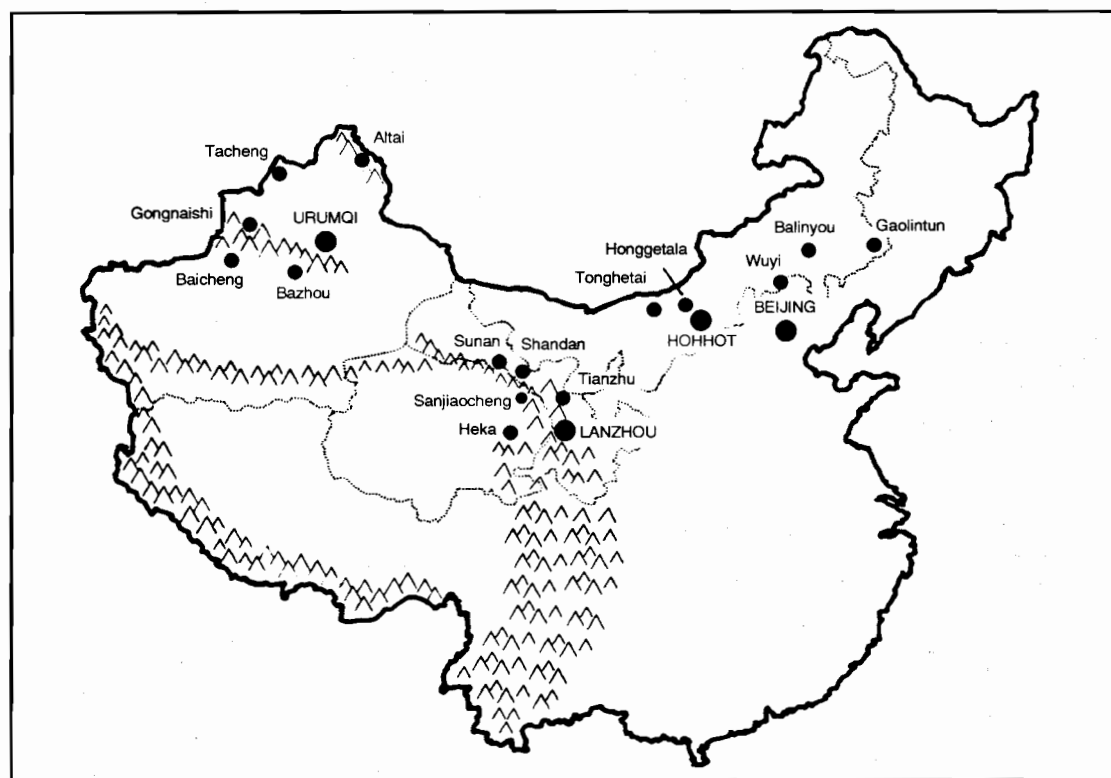 Altai
Tacheng
Gongnaishi
URUMQI
Baicheng
Bazhou
Honggetala
Tonghetai
Balinyou
Gaolintun
Wuyi
BEIJING
HOHHOT
Sunan
Shandan
Sanjiaocheng
Tianzhu
Heka
LANZHOU